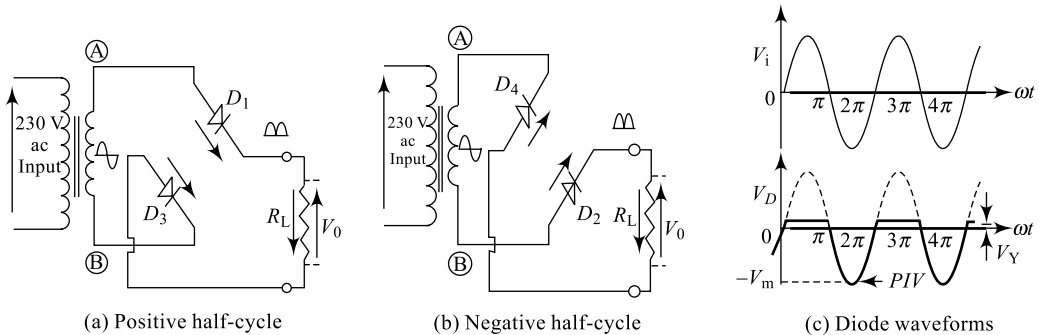 A
230 V
ac
Input
D1
D3
RL
V0
B
(a) Positive half-cycle
A
230 V
ac
Input
D4
D2
RL
V0
B
(b) Negative half-cycle
Vi
0
π 2π 3π 4π
ωt
VD
0
π 2π 3π 4π
ωt
VY
−Vm
PIV
(c) Diode waveforms